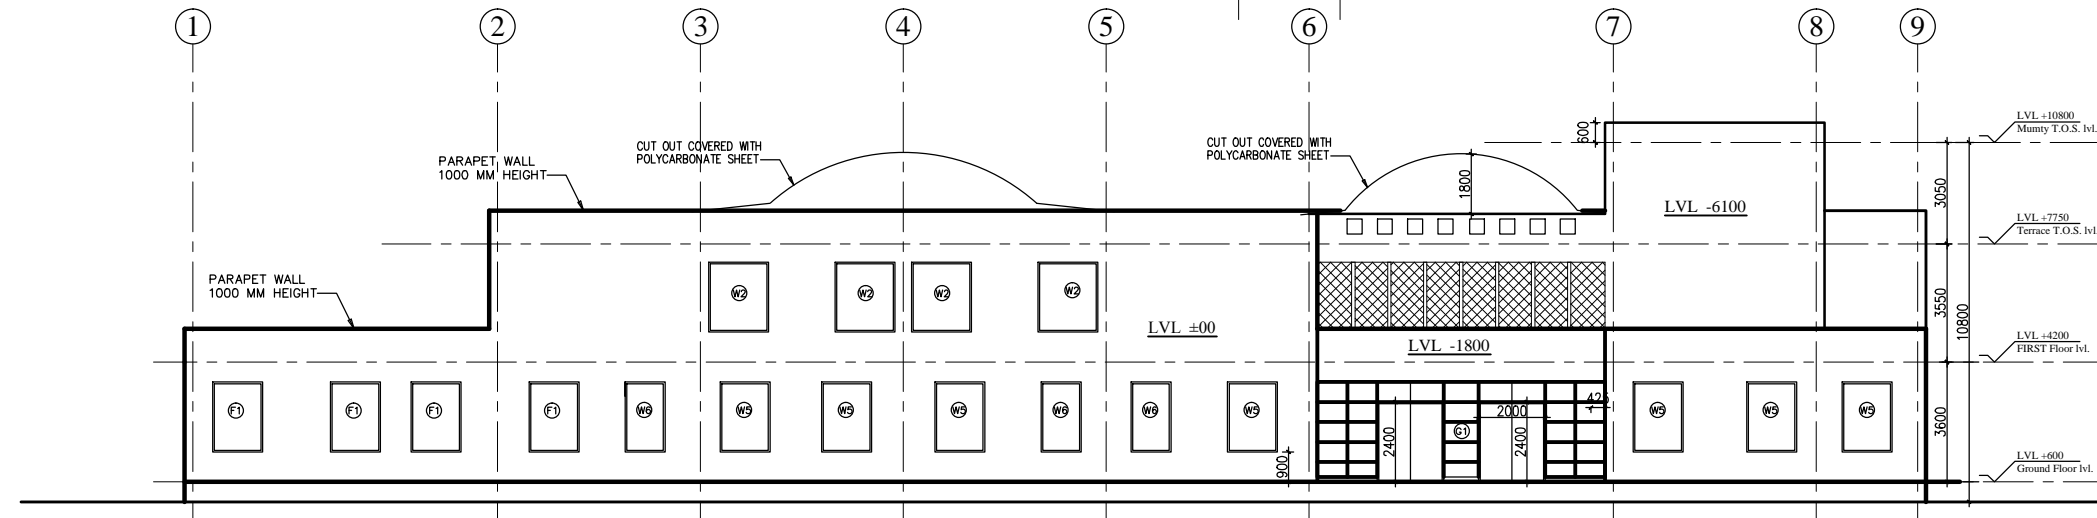 1 2 3 4 5 6 7 8 9
LVL +10800
Mumty T.O.S. lvl.
600
CUT OUT COVERED WITH
POLYCARBONATE SHEET
CUT OUT COVERED WITH
POLYCARBONATE SHEET
PARAPET WALL
1000 MM HEIGHT
1800
3050
LVL -6100
LVL +7750
Terrace T.O.S. lvl.
PARAPET WALL
1000 MM HEIGHT
W2 W2 W2 W2
3550
10800
LVL ±00
LVL -1800
LVL +4200
FIRST Floor lvl.
F1 F1 F1 F1 W6 W5 W5 W5 W6 W6 W5
425
2000
G1
2400
2400
W5 W5 W5
3600
900
LVL +600
Ground Floor lvl.